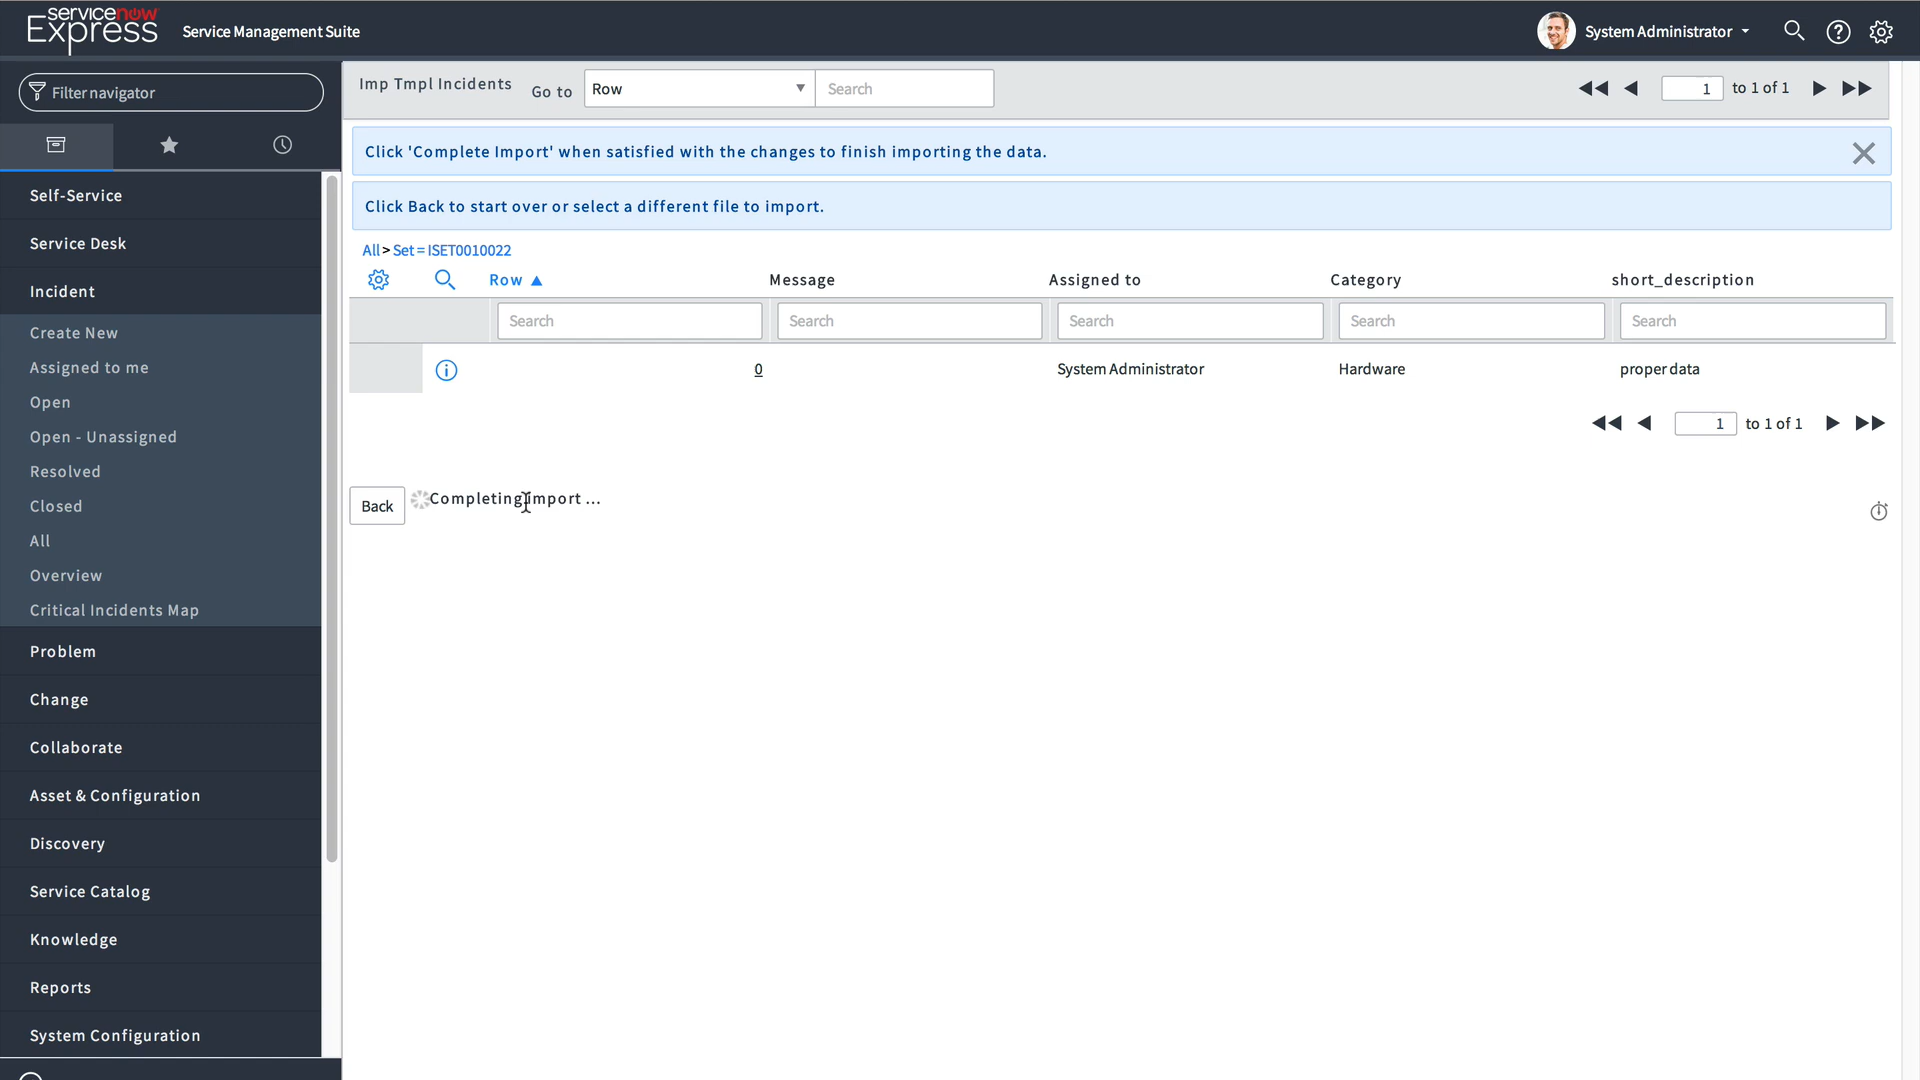 servicenow
Express
Service Management Suite
System Administrator
Filter navigator
Imp Tmpl Incidents
Go to
Row
Search
1
to 1 of 1
Click 'Complete Import' when satisfied with the changes to finish importing the data.
Click Back to start over or select a different file to import.
All > Set = ISET0010022
Row ▲ Message Assigned to Category short_description
Search Search Search Search Search
0 System Administrator Hardware proper data
1 to 1 of 1
Back
Completing import ...
Self-Service
Service Desk
Incident
Create New
Assigned to me
Open
Open - Unassigned
Resolved
Closed
All
Overview
Critical Incidents Map
Problem
Change
Collaborate
Asset & Configuration
Discovery
Service Catalog
Knowledge
Reports
System Configuration